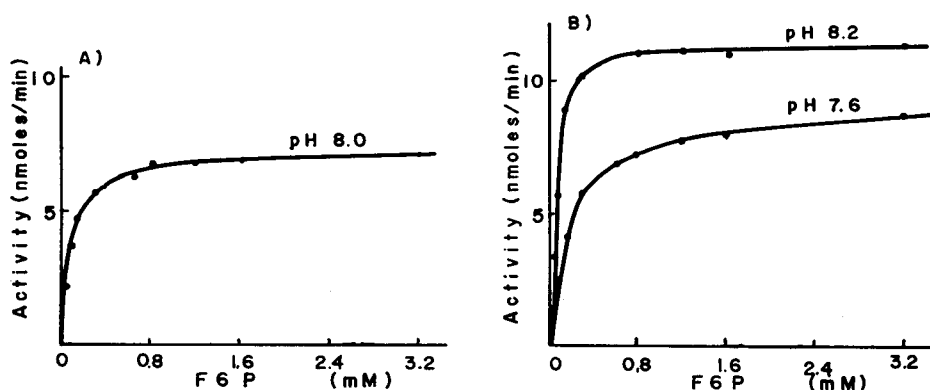 A)
Activity (nmoles/min)
10
5
pH 8.0
0 0.8 1.6 2.4 3.2
F 6 P (mM)
B)
Activity (nmoles/min)
10
5
pH 8.2
pH 7.6
0 0.8 1.6 2.4 3.2
F 6 P (mM)